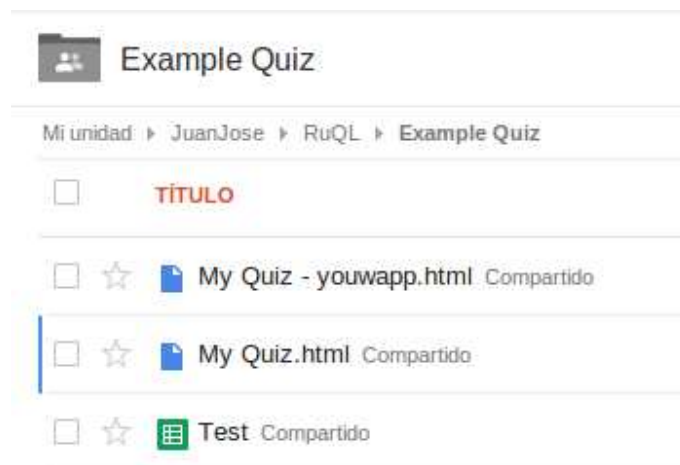 Example Quiz
Mi unidad JuanJose RuQL Example Quiz
TÍTULO
My Quiz - youwapp.html Compartido
My Quiz.html Compartido
Test Compartido